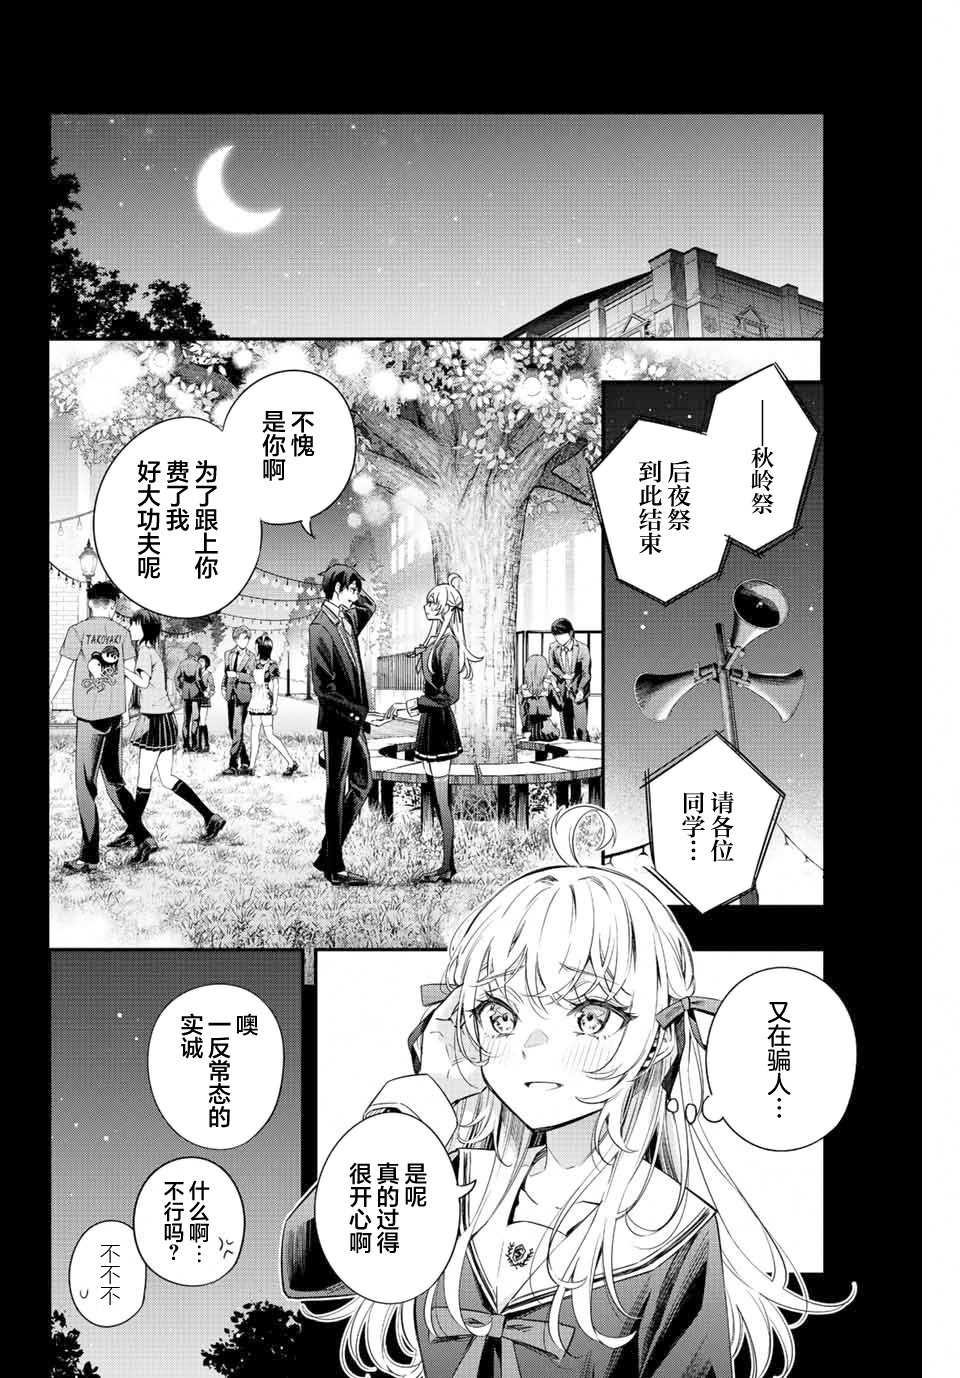 ——秋岭祭
后夜祭
到此结束
请各位
同学…
不愧
是你啊
为了跟上你
费了我
好大功夫呢
TAKOYAKI
又在骗人…
是呢
真的过得
很开心啊
噢
一反常态的
实诚
什么啊…
不行吗?
不不不